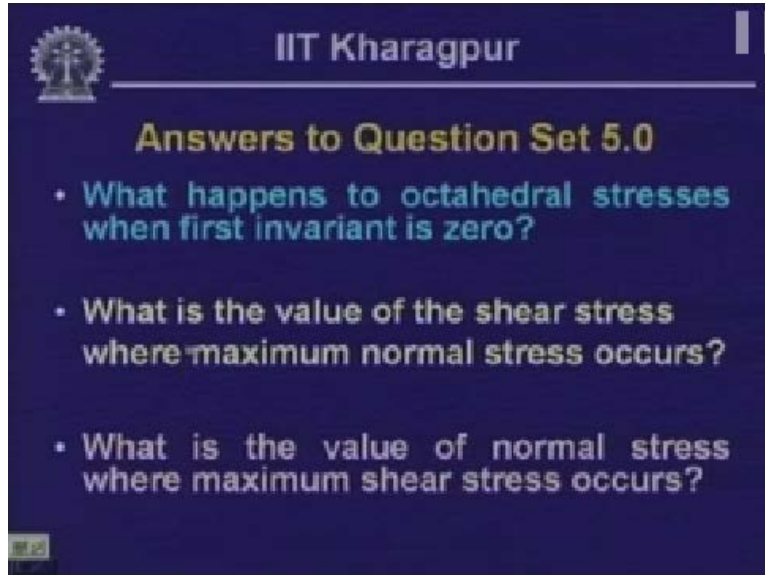 IIT Kharagpur
Answers to Question Set 5.0
• What happens to octahedral stresses
when first invariant is zero?
• What is the value of the shear stress
where maximum normal stress occurs?
• What is the value of normal stress
where maximum shear stress occurs?